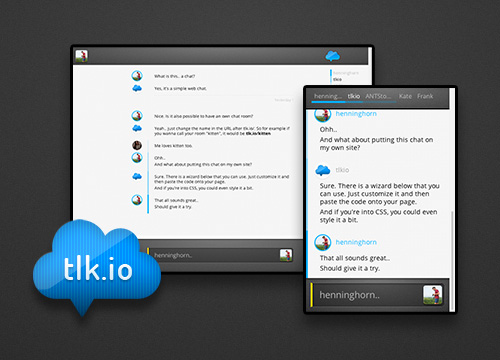 henninghorn
tlkio
What is this.. a chat?
Yes, it's a simple web chat.
Yesterday
Nice. Is it also possible to have an own chat room?
Yeah.. Just change the name in the URL after tlk.io. So for example if
you wanna call your room "kitten", it would be tlk.io/kitten
Me loves kitten too.
Ohh..
And what about putting this chat on my own site?
Sure. There is a wizard below that you can use. Just customize it and
then paste the code onto your page.
And if you're into CSS, you could even style it a bit.
That all sounds great..
Should give it a try.
henninghorn..
henning... tlkio ANTSto... Kate Frank
henninghorn
Ohh..
And what about putting this chat on
my own site?
tlkio
Sure. There is a wizard below that you
can use. Just customize it and then
paste the code onto your page.
And if you're into CSS, you could even
style it a bit.
henninghorn
That all sounds great..
Should give it a try.
henninghorn..
tlk.io